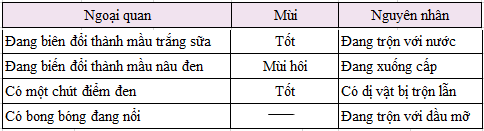 Ngoại quan Mùi Nguyên nhân
Đang biên đổi thành mầu trắng sữa Tốt Đang trộn với nước
Đang biến đổi thành mầu nâu đen Mùi hôi Đang xuống cấp
Có một chút điểm đen Tốt Có dị vật bị trộn lẫn
Có bong bóng đang nổi —— Đang trộn với dầu mỡ